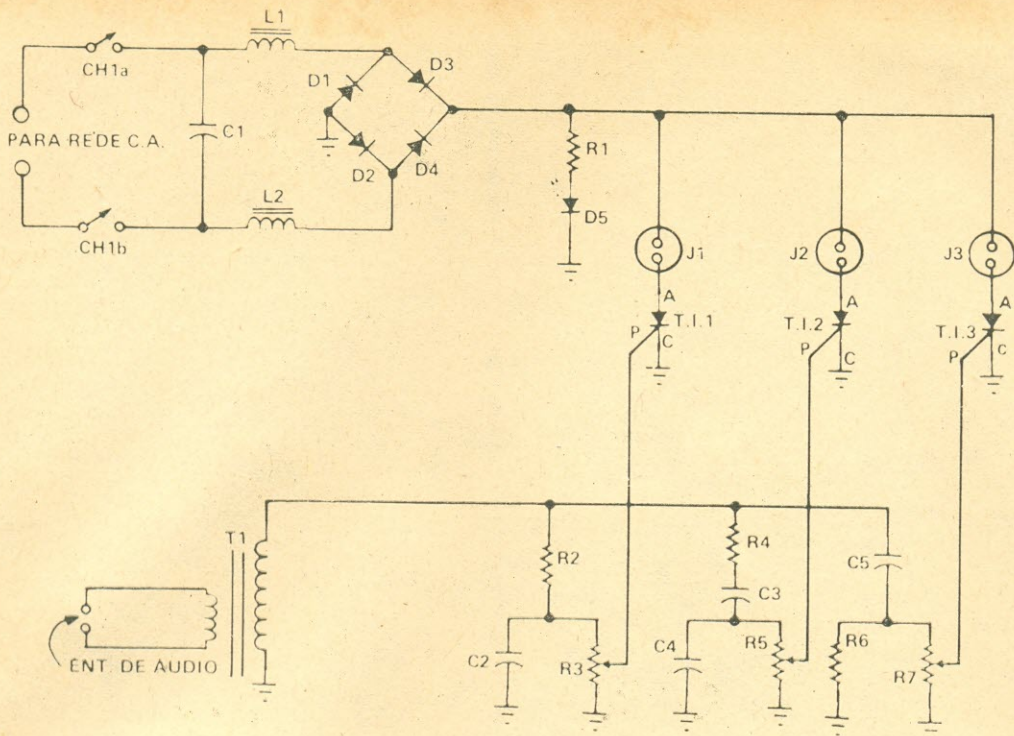 L1
CH1a
D1
D3
PARA REDE C.A.
C1
D2
D4
L2
CH1b
R1
D5
J1
J2
J3
A
T.I.1
P
C
A
T.I.2
P
C
A
T.I.3
P
C
T1
R2
R4
C3
C5
C2
R3
C4
R5
R6
R7
ENT. DE AÚDIO